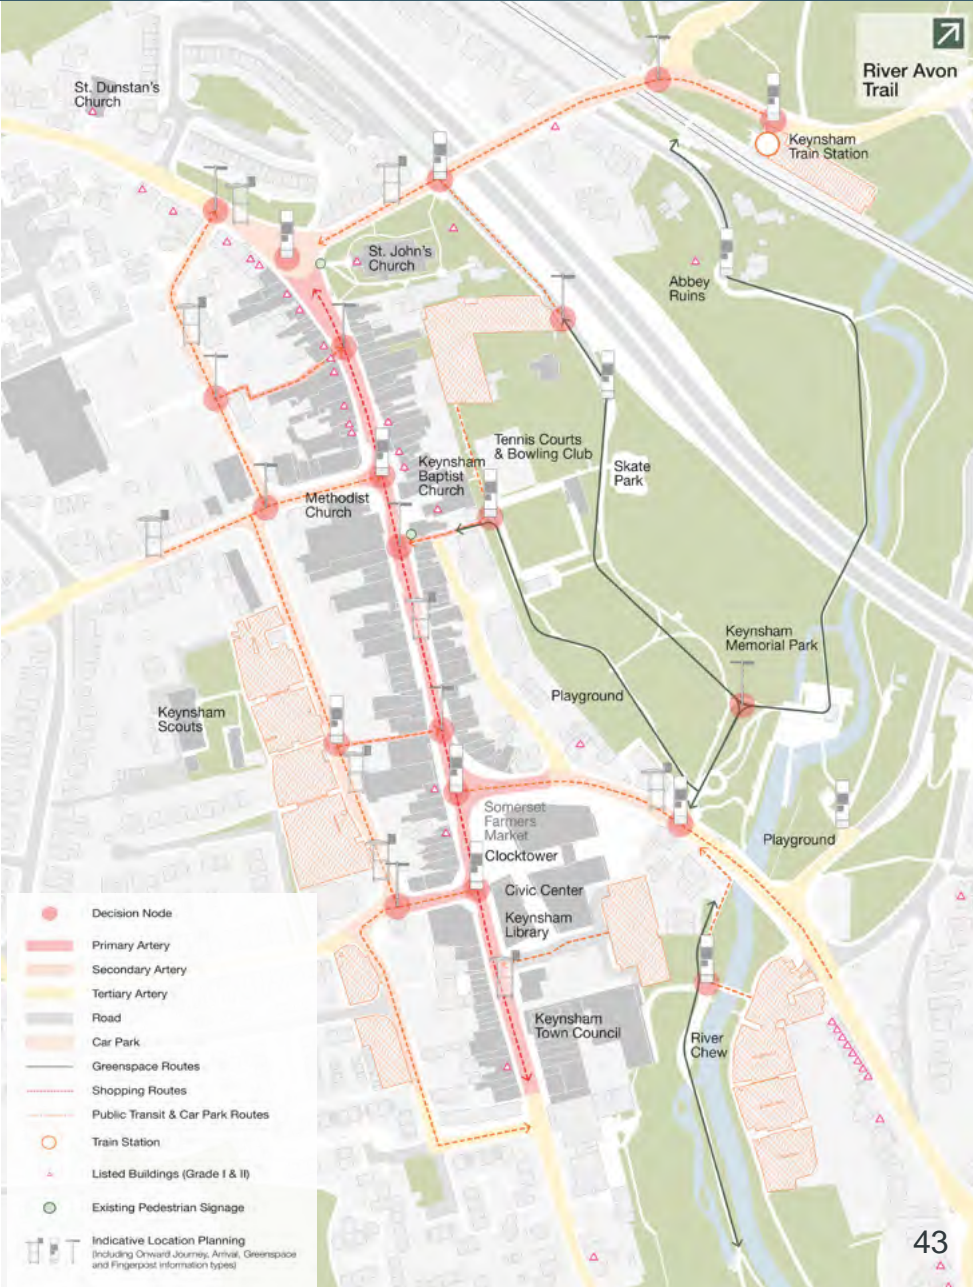 River Avon
Trail
St. Dunstan's
Church
Keynsham
Train Station
St. John's
Church
Abbey
Ruins
Tennis Courts
& Bowling Club
Keynsham
Baptist
Church
Skate
Park
Methodist
Church
Keynsham
Memorial Park
Playground
Keynsham
Scouts
Somerset
Farmers
Market
Playground
Clocktower
Civic Center
Keynsham
Library
Keynsham
Town Council
River
Chew
Decision Node
Primary Artery
Secondary Artery
Tertiary Artery
Road
Car Park
Greenspace Routes
Shopping Routes
Public Transit & Car Park Routes
Train Station
Listed Buildings (Grade I & II)
Existing Pedestrian Signage
Indicative Location Planning
(Including Onward Journey, Arrival, Greenspace
and Fingerpost information types)
43